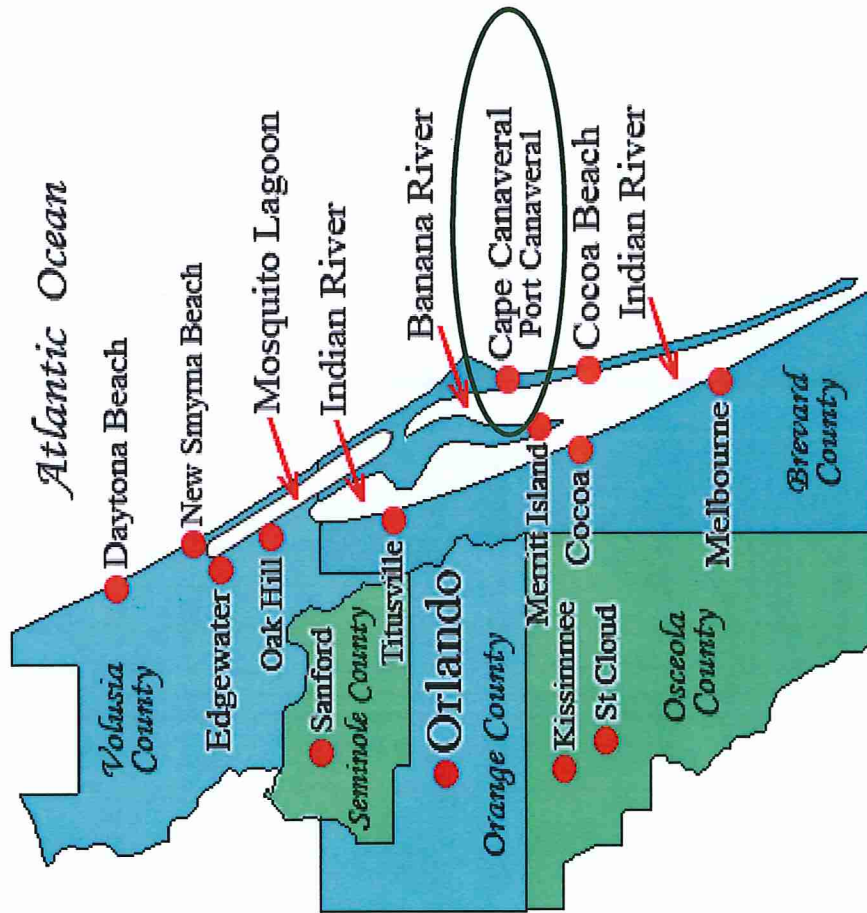 Atlantic Ocean
Daytona Beach
New Smyrna Beach
Mosquito Lagoon
Indian River
Banana River
Cape Canaveral
Port Canaveral
Cocoa Beach
Indian River
Volusia
County
Edgewater
Oak Hill
Sanford
Seminole County
Titusville
Orlando
Orange County
Merritt Island
Cocoa
Kissimmee
St Cloud
Osceola
County
Melbourne
Brevard
County